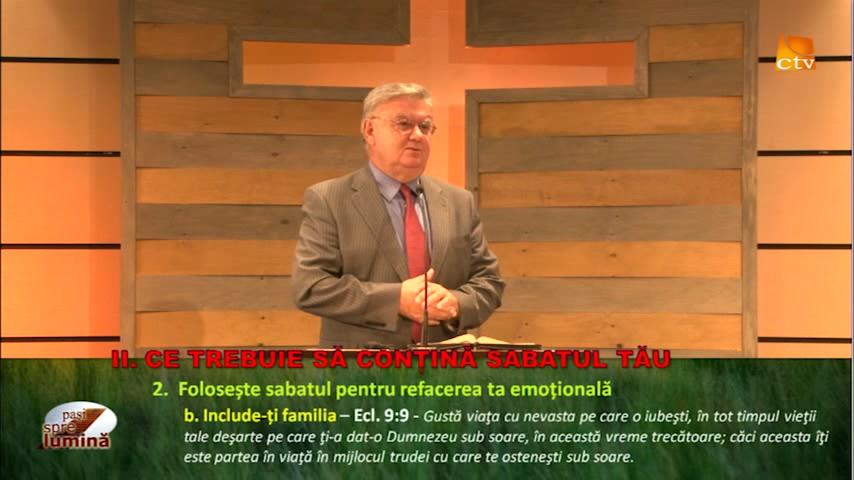 ctv
II. CE TREBUIE SĂ CONȚINĂ SABATUL TĂU
2. Folosește sabatul pentru refacerea ta emoțională
b. Include-ți familia – Ecl. 9:9 - Gustă viața cu nevasta pe care o iubești, în tot timpul vieții
tale deșarte pe care ți-a dat-o Dumnezeu sub soare, în această vreme trecătoare; căci aceasta îți
este partea în viață în mijlocul trudei cu care te ostenești sub soare.
pași
spre
lumină